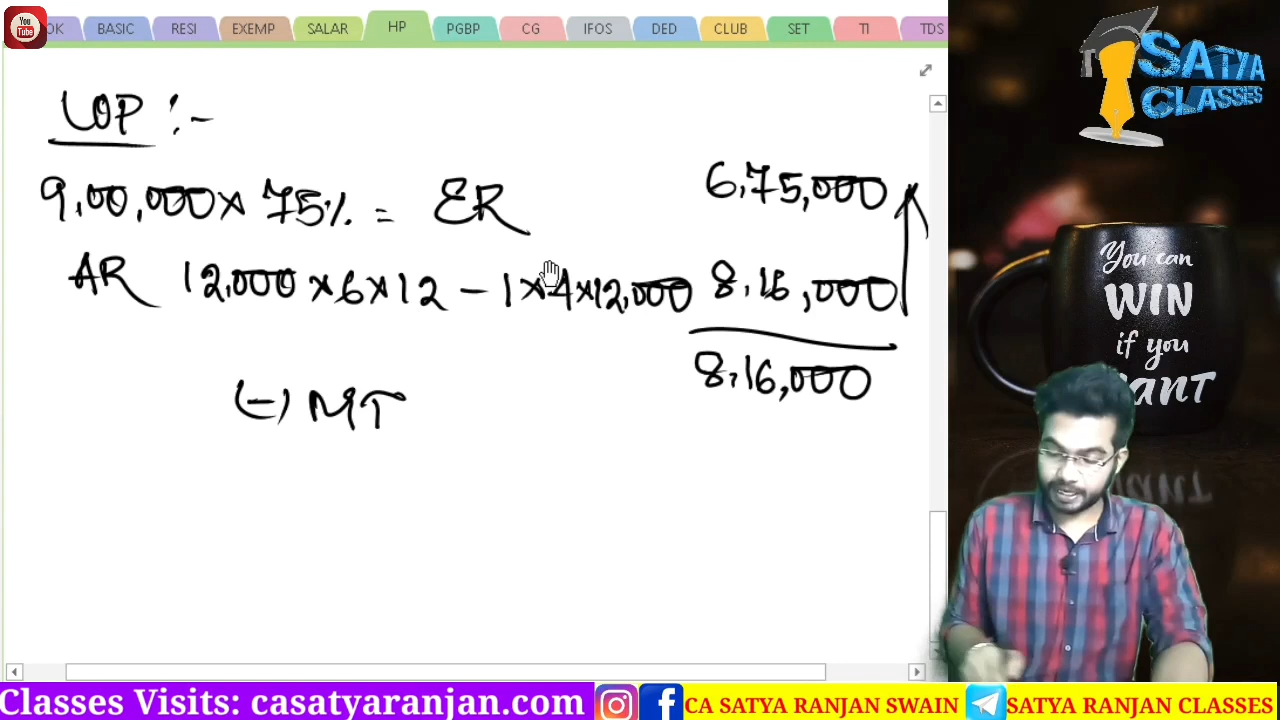 You Tube
OK BASIC RESI EXEMP SALAR HP PGBP CG IFOS DED CLUB SET TI TDS
SATYA
CLASSES
LOP :-
9,00,000 × 75% = ER 6,75,000
AR 12,000 × 6 × 12 - 1 × 4 × 12,000 8,16,000
8,16,000
(-) MT
You can
WIN
if you
WANT
Classes Visits: casatyaranjan.com CA SATYA RANJAN SWAIN SATYA RANJAN CLASSES